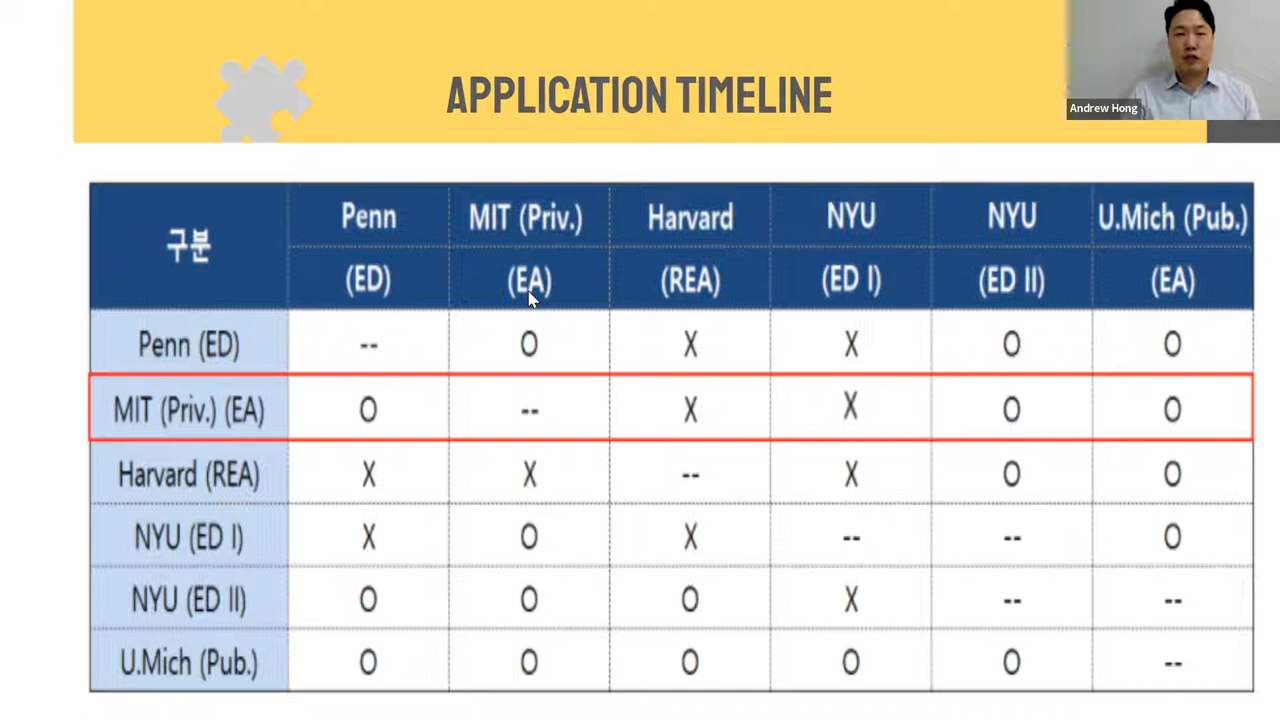 APPLICATION TIMELINE
Andrew Hong
구분 Penn MIT (Priv.) Harvard NYU NYU U.Mich (Pub.)
(ED) (EA) (REA) (ED I) (ED II) (EA)
Penn (ED) -- O X X O O
MIT (Priv.) (EA) O -- X X O O
Harvard (REA) X X -- X O O
NYU (ED I) X O X -- -- O
NYU (ED II) O O O X -- --
U.Mich (Pub.) O O O O O --